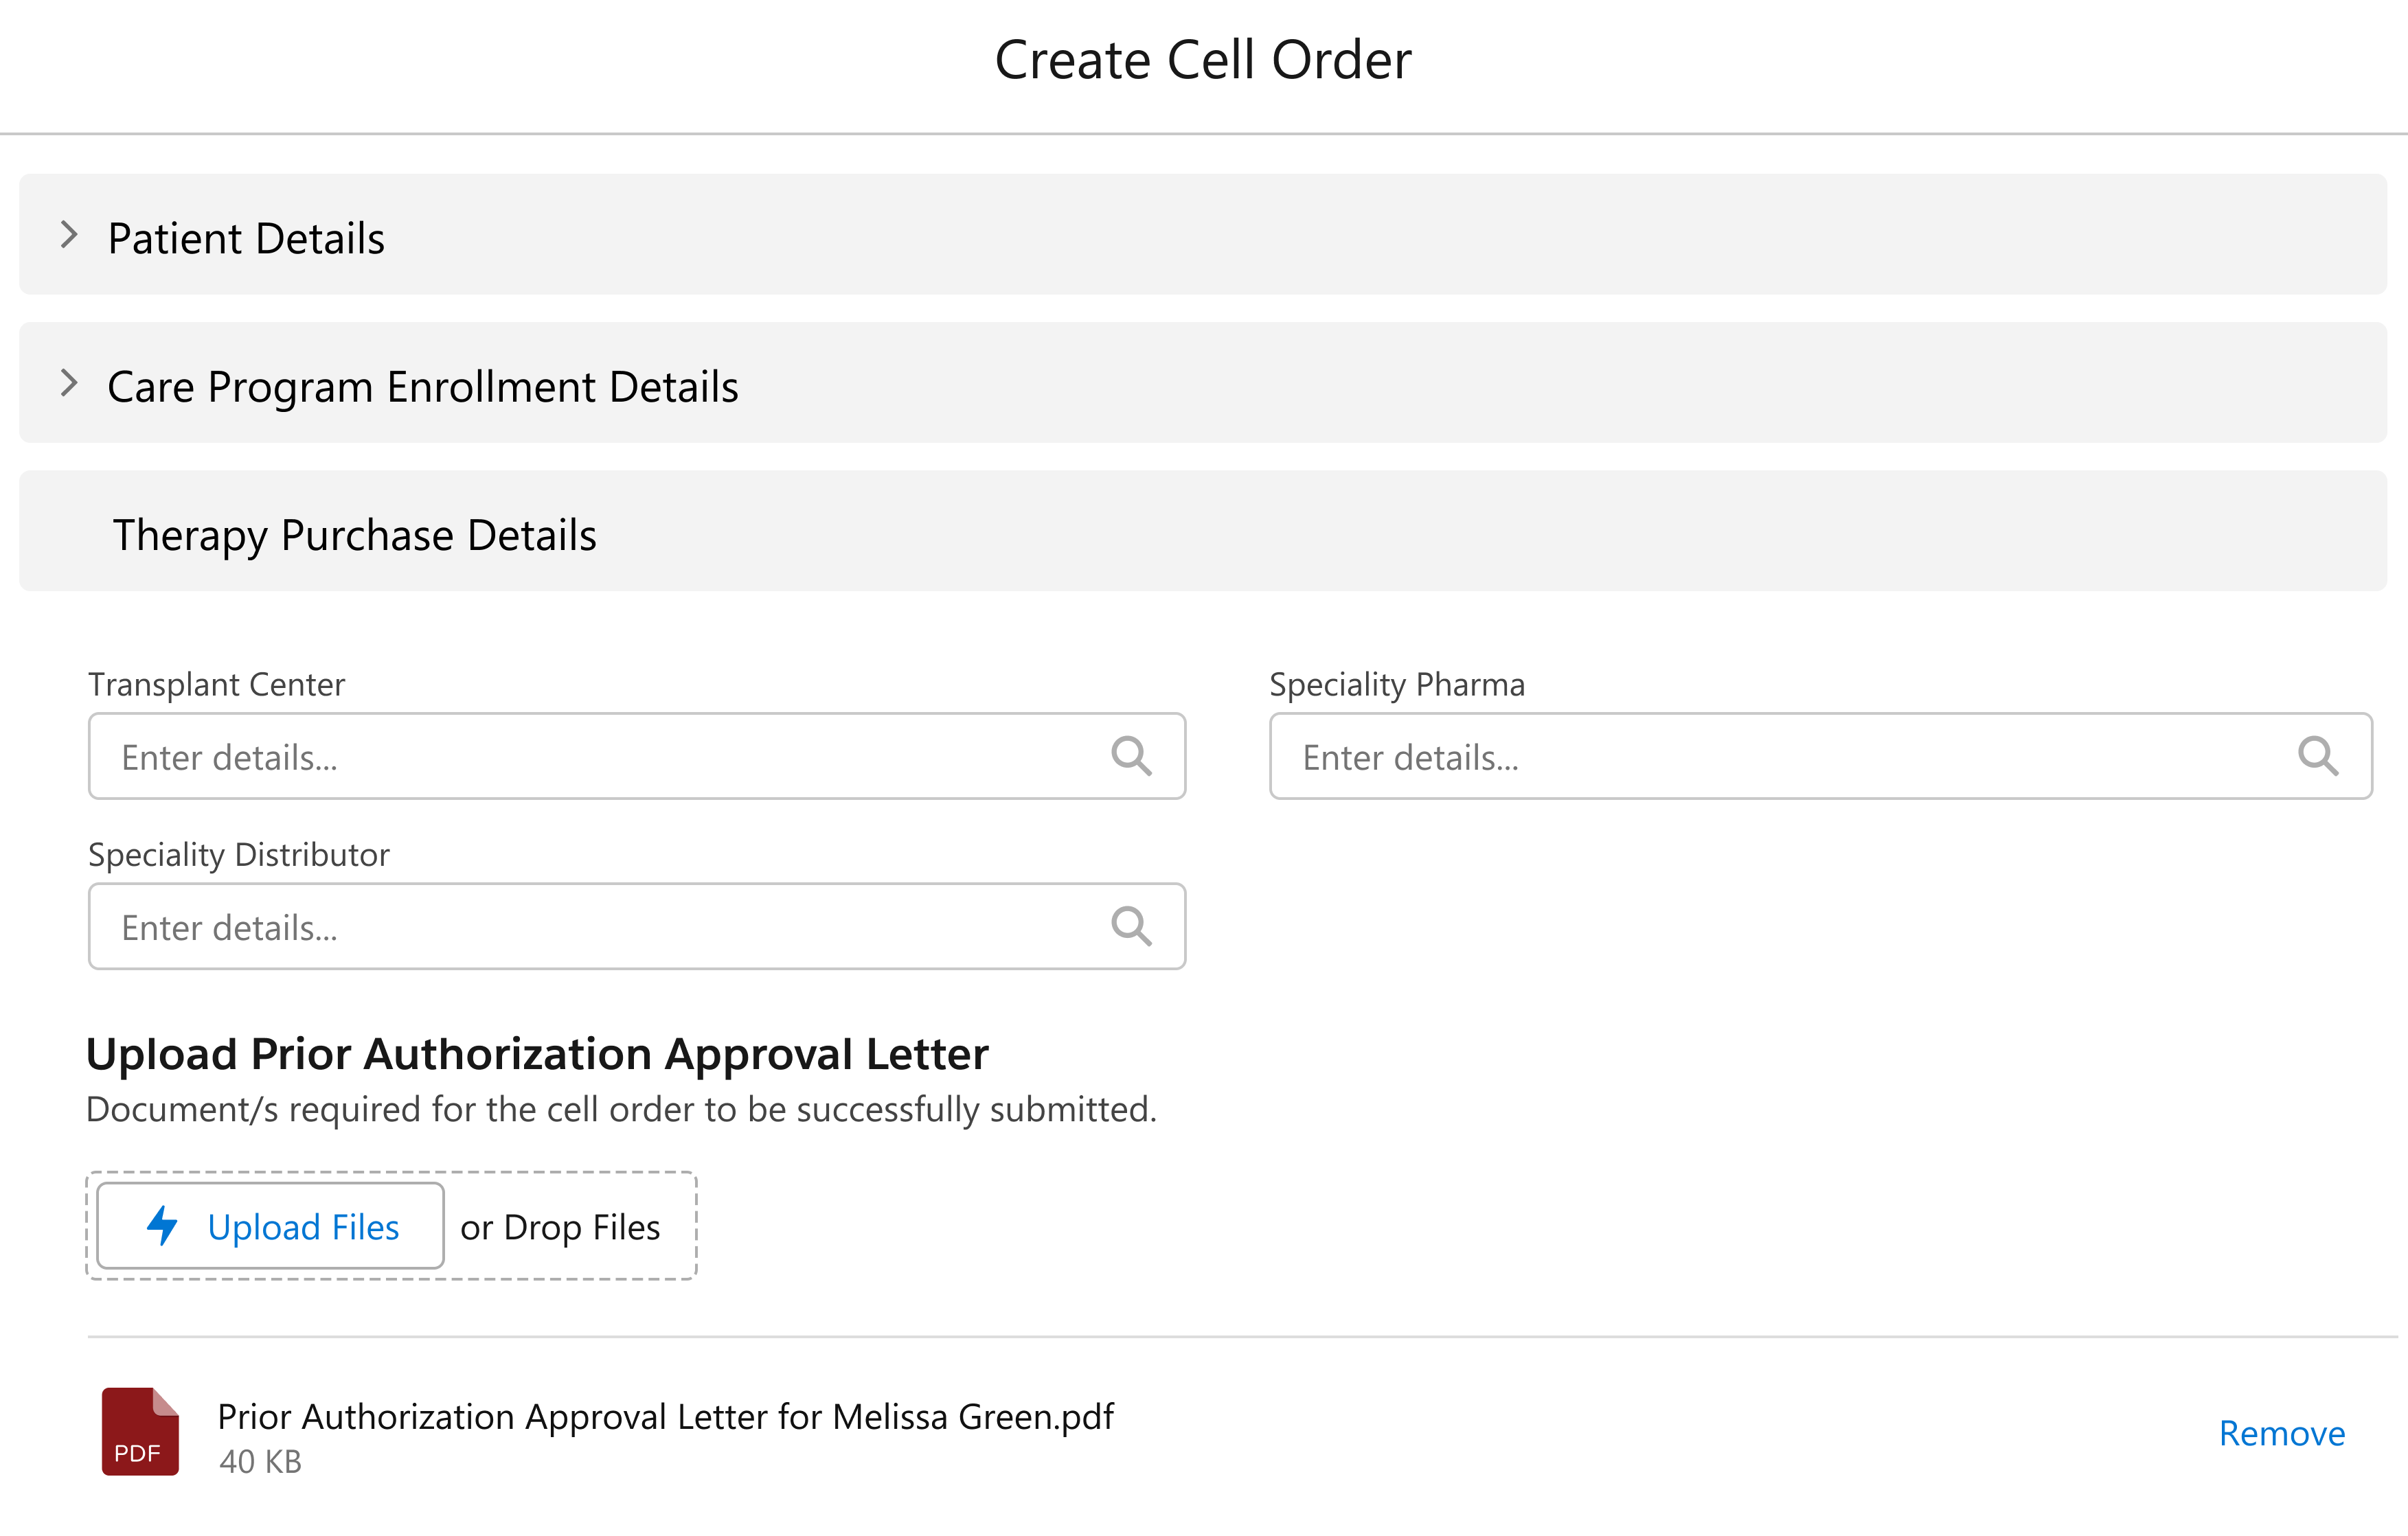 Create Cell Order
Patient Details
Care Program Enrollment Details
Therapy Purchase Details
Transplant Center
Speciality Pharma
Enter details...
Enter details...
Speciality Distributor
Enter details...
Upload Prior Authorization Approval Letter
Document/s required for the cell order to be successfully submitted.
Upload Files or Drop Files
PDF
Prior Authorization Approval Letter for Melissa Green.pdf
40 KB
Remove